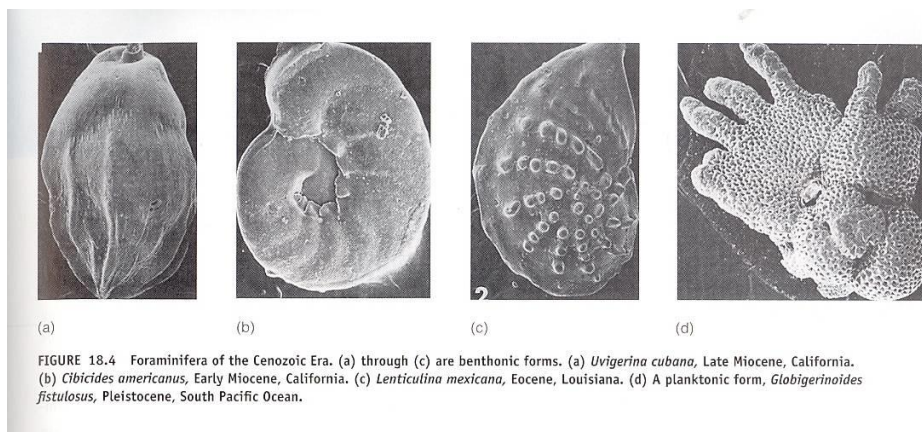 2
(a)
(b)
(c)
(d)
FIGURE 18.4 Foraminifera of the Cenozoic Era. (a) through (c) are benthonic forms. (a) Uvigerina cubana, Late Miocene, California.
(b) Cibicides americanus, Early Miocene, California. (c) Lenticulina mexicana, Eocene, Louisiana. (d) A planktonic form, Globigerinoides
fistulosus, Pleistocene, South Pacific Ocean.